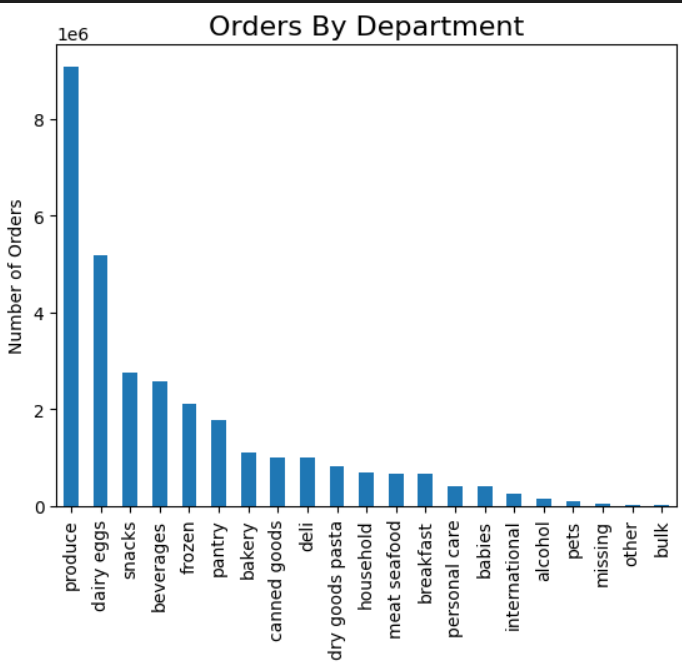 Orders By Department
1e6
8
6
4
2
0
Number of Orders
produce
dairy eggs
snacks
beverages
frozen
pantry
bakery
canned goods
deli
dry goods pasta
household
meat seafood
breakfast
personal care
babies
international
alcohol
pets
missing
other
bulk